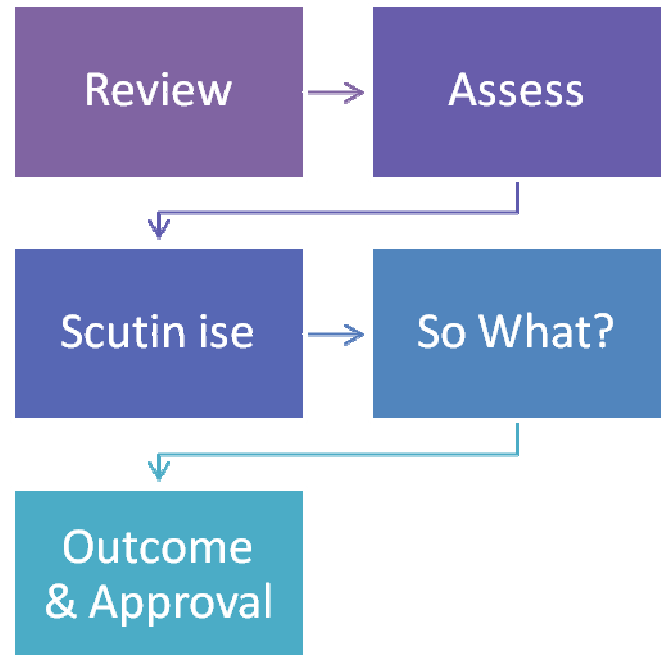 Review
Assess
Scutin ise
So What?
Outcome
& Approval